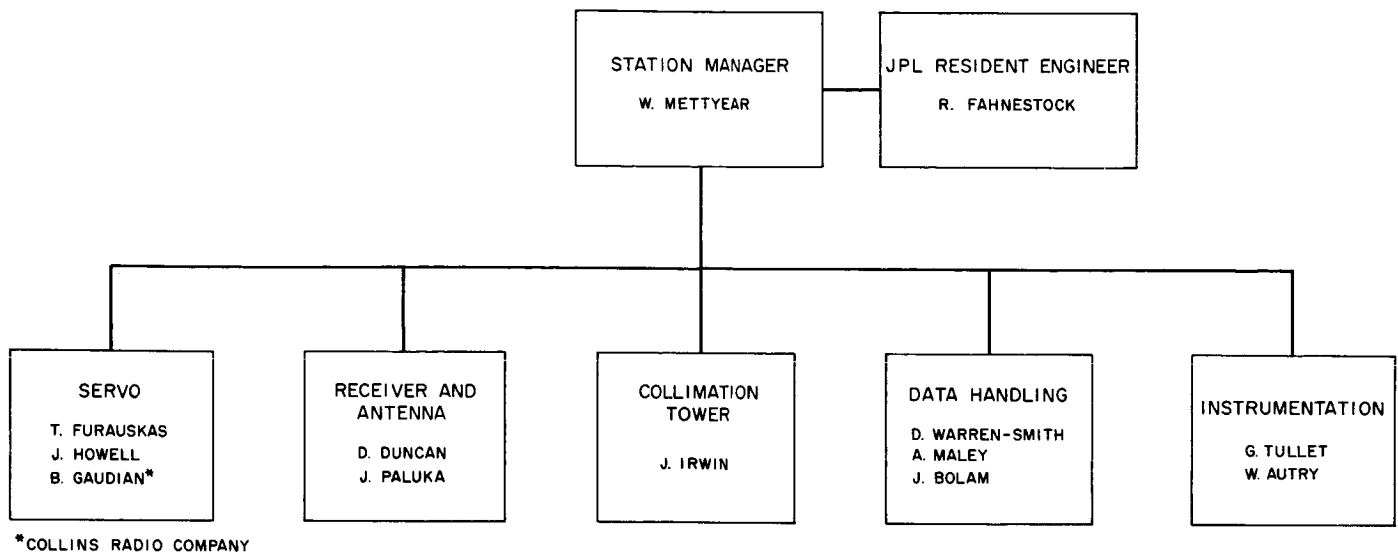 STATION MANAGER
W. METTYEAR
JPL RESIDENT ENGINEER
R. FAHNESTOCK
SERVO
T. FURAUSKAS
J. HOWELL
B. GAUDIAN*
RECEIVER AND
ANTENNA
D. DUNCAN
J. PALUKA
COLLIMATION
TOWER
J. IRWIN
DATA HANDLING
D. WARREN-SMITH
A. MALEY
J. BOLAM
INSTRUMENTATION
G. TULLET
W. AUTRY
*COLLINS RADIO COMPANY